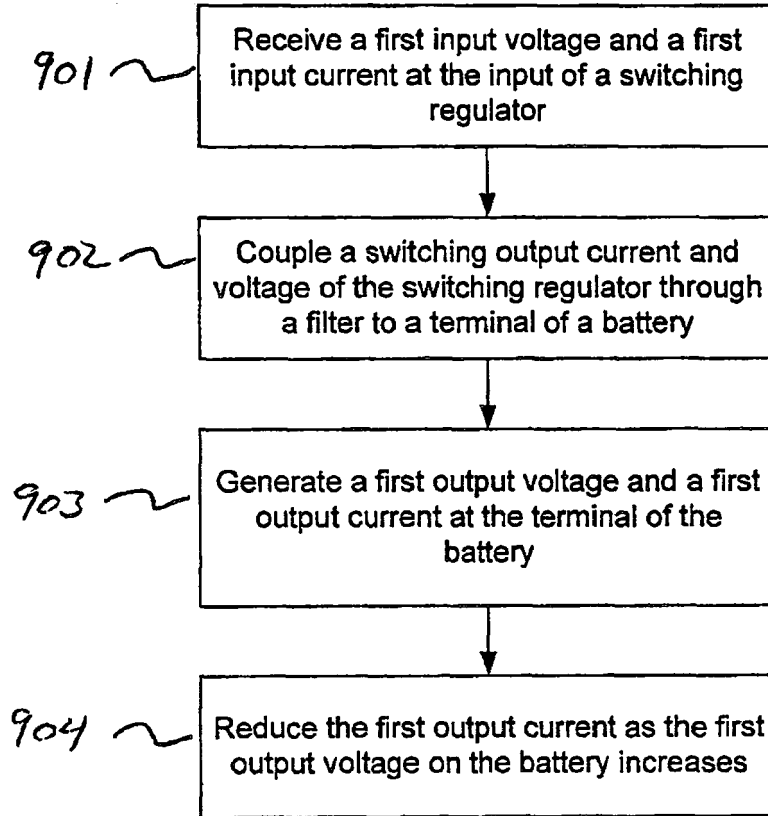 901
Receive a first input voltage and a first
input current at the input of a switching
regulator
902
Couple a switching output current and
voltage of the switching regulator through
a filter to a terminal of a battery
903
Generate a first output voltage and a first
output current at the terminal of the
battery
904
Reduce the first output current as the first
output voltage on the battery increases